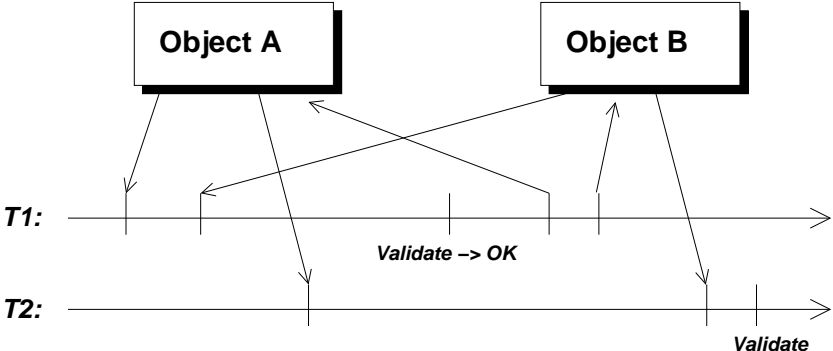 Object A
Object B
T1:
Validate –> OK
T2:
Validate